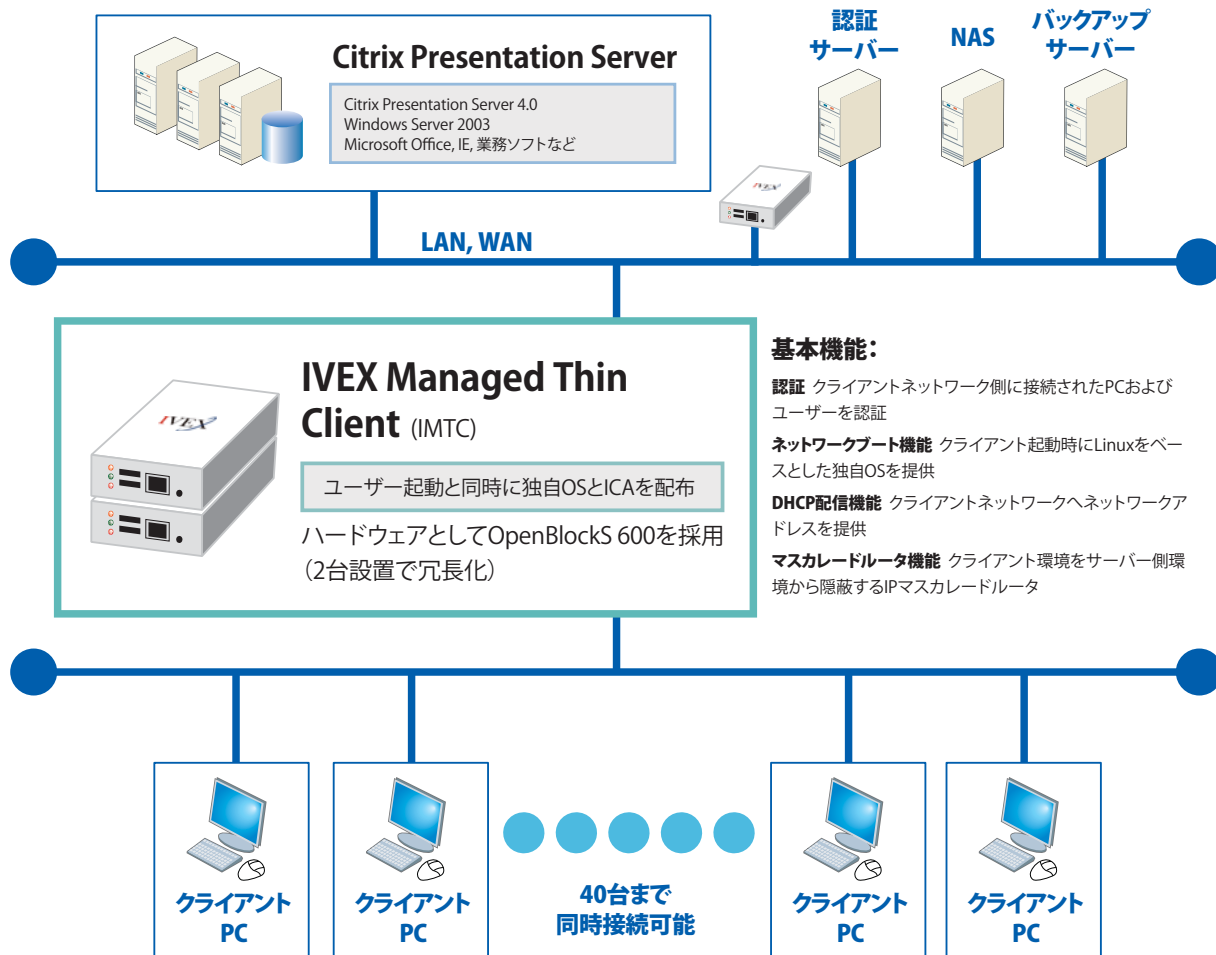 Citrix Presentation Server
Citrix Presentation Server 4.0
Windows Server 2003
Microsoft Office, IE, 業務ソフトなど
認証
サーバー
NAS
バックアップ
サーバー
IVEX
LAN, WAN
IVEX
IVEX Managed Thin
Client (IMTC)
ユーザー起動と同時に独自OSとICAを配布
ハードウェアとしてOpenBlockS 600を採用
（2台設置で冗長化）
基本機能：
認証 クライアントネットワーク側に接続されたPCおよび
ユーザーを認証
ネットワークブート機能 クライアント起動時にLinuxをベー
スとした独自OSを提供
DHCP配信機能 クライアントネットワークへネットワークア
ドレスを提供
マスカレードルータ機能 クライアント環境をサーバー側環
境から隠蔽するIPマスカレードルータ
クライアント
PC
クライアント
PC
40台まで
同時接続可能
クライアント
PC
クライアント
PC